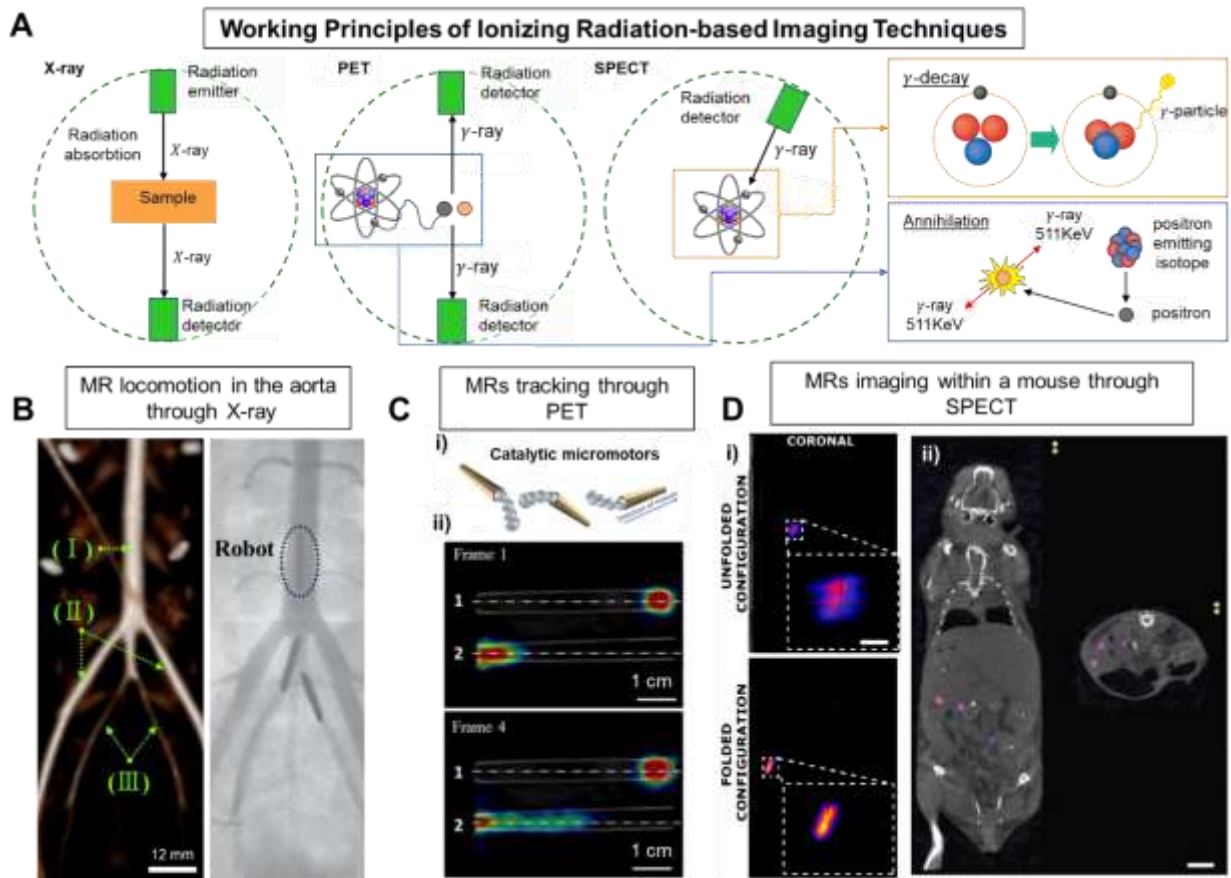 A
Working Principles of Ionizing Radiation-based Imaging Techniques
X-ray
Radiation
emitter
Radiation
absorbtion
X-ray
Sample
X-ray
Radiation
detector
PET
Radiation
detector
γ-ray
γ-ray
Radiation
detector
SPECT
Radiation
detector
γ-ray
γ-decay
γ-particle
Annihilation
γ-ray
511KeV
γ-ray
511KeV
positron
emitting
isotope
positron
B
MR locomotion in the aorta
through X-ray
(I)
(II)
(III)
12 mm
Robot
C
MRs tracking through
PET
i)
Catalytic micromotors
ii)
Frame 1
1
2
1 cm
Frame 4
1
2
1 cm
D
MRs imaging within a mouse through
SPECT
i)
CORONAL
UNFOLDED
CONFIGURATION
FOLDED
CONFIGURATION
ii)